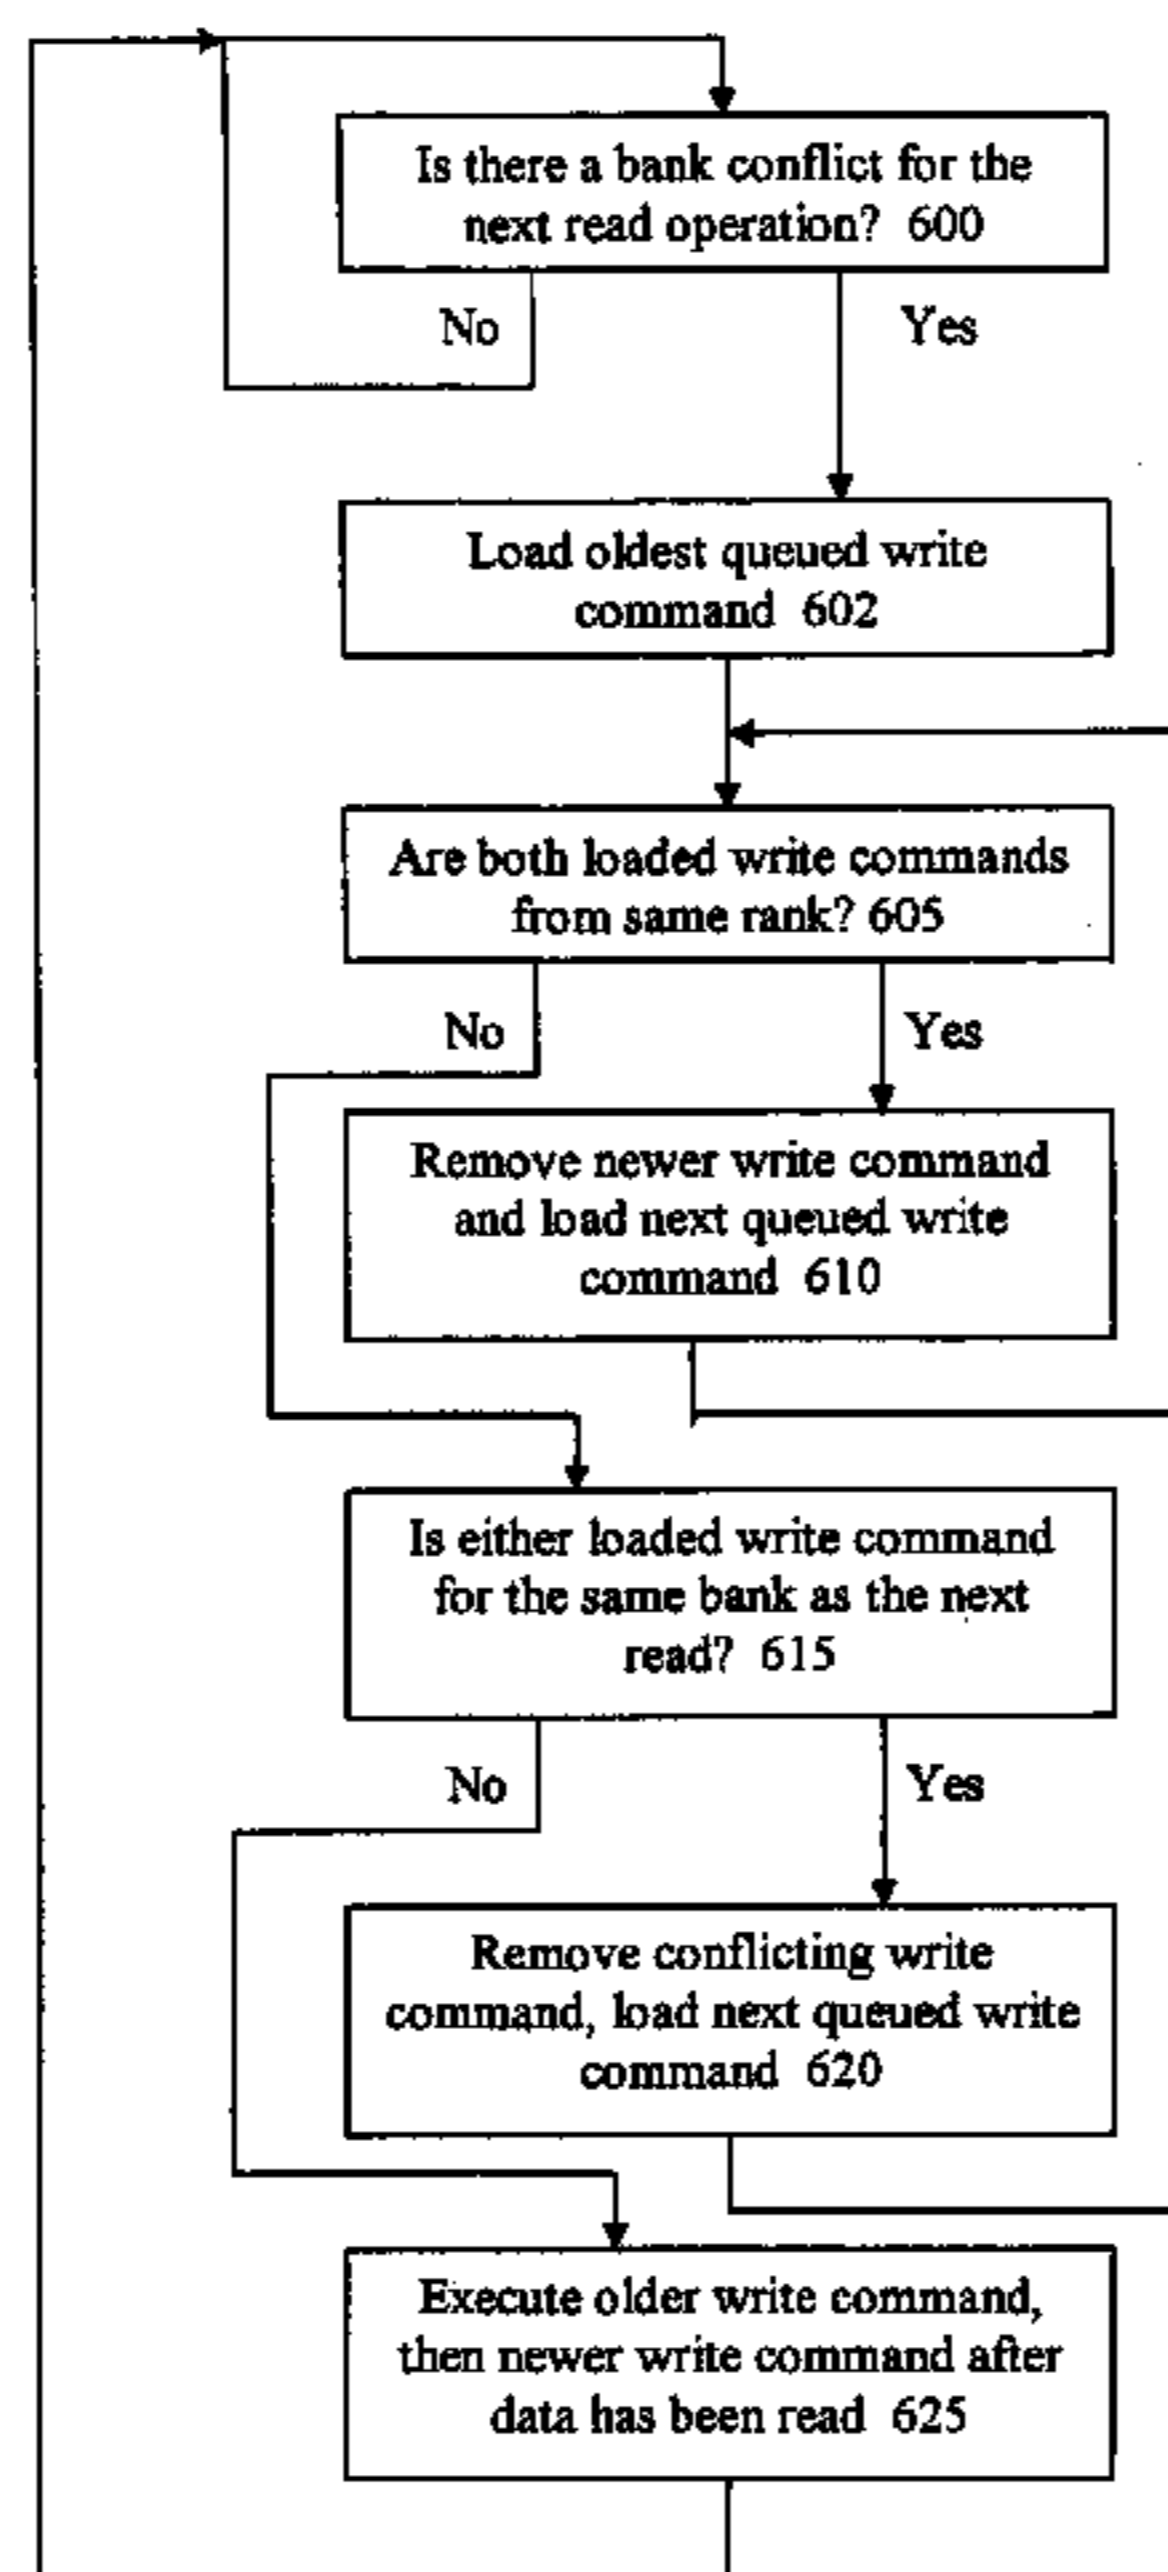 Is there a bank conflict for the
next read operation? 600
No
Yes
Load oldest queued write
command 602
Are both loaded write commands
from same rank? 605
No
Yes
Remove newer write command
and load next queued write
command 610
Is either loaded write command
for the same bank as the next
read? 615
No
Yes
Remove conflicting write
command, load next queued write
command 620
Execute older write command,
then newer write command after
data has been read 625